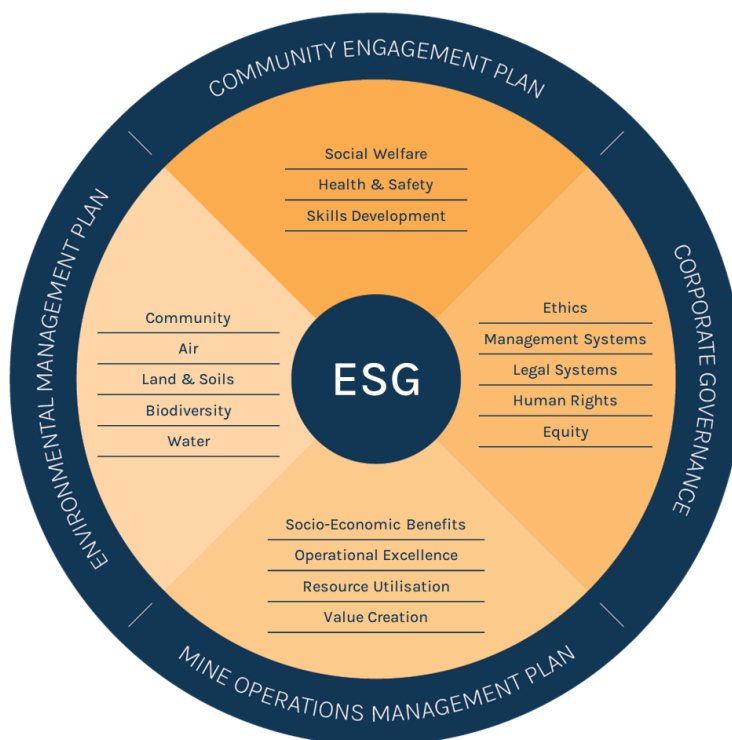 COMMUNITY ENGAGEMENT PLAN
Social Welfare
Health & Safety
Skills Development
ENVIRONMENTAL MANAGEMENT PLAN
Community
Air
Land & Soils
Biodiversity
Water
ESG
Ethics
Management Systems
Legal Systems
Human Rights
Equity
CORPORATE GOVERNANCE
Socio-Economic Benefits
Operational Excellence
Resource Utilisation
Value Creation
MINE OPERATIONS MANAGEMENT PLAN